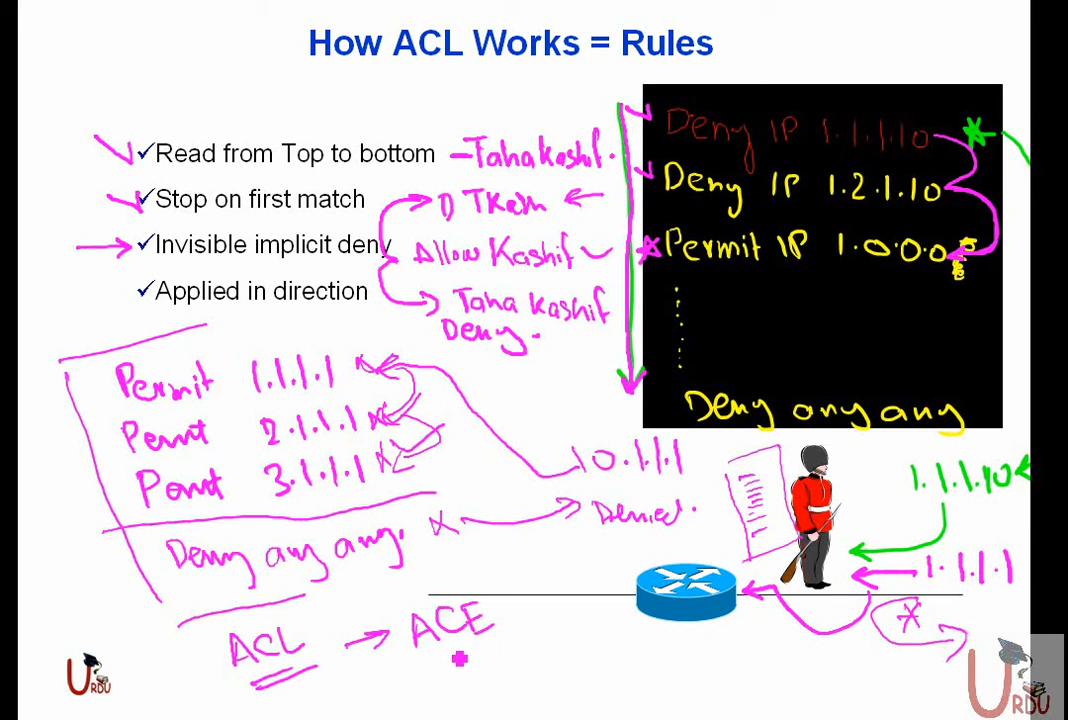 How ACL Works = Rules
✓Read from Top to bottom
✓Stop on first match
✓Invisible implicit deny
✓Applied in direction
Taha Kashif.
Allow Kashif
Taha Kashif
Deny.
Deny IP 1.1.1.10
Deny IP 1.2.1.10
Permit IP 1.0.0.0
Deny any any
Permit 1.1.1.1
2.1.1.1
3.1.1.1
Deny any any.
10.1.1.1
Denied.
1.1.1.10
1.1.1.1
ACL → ACE
URDU
URDU